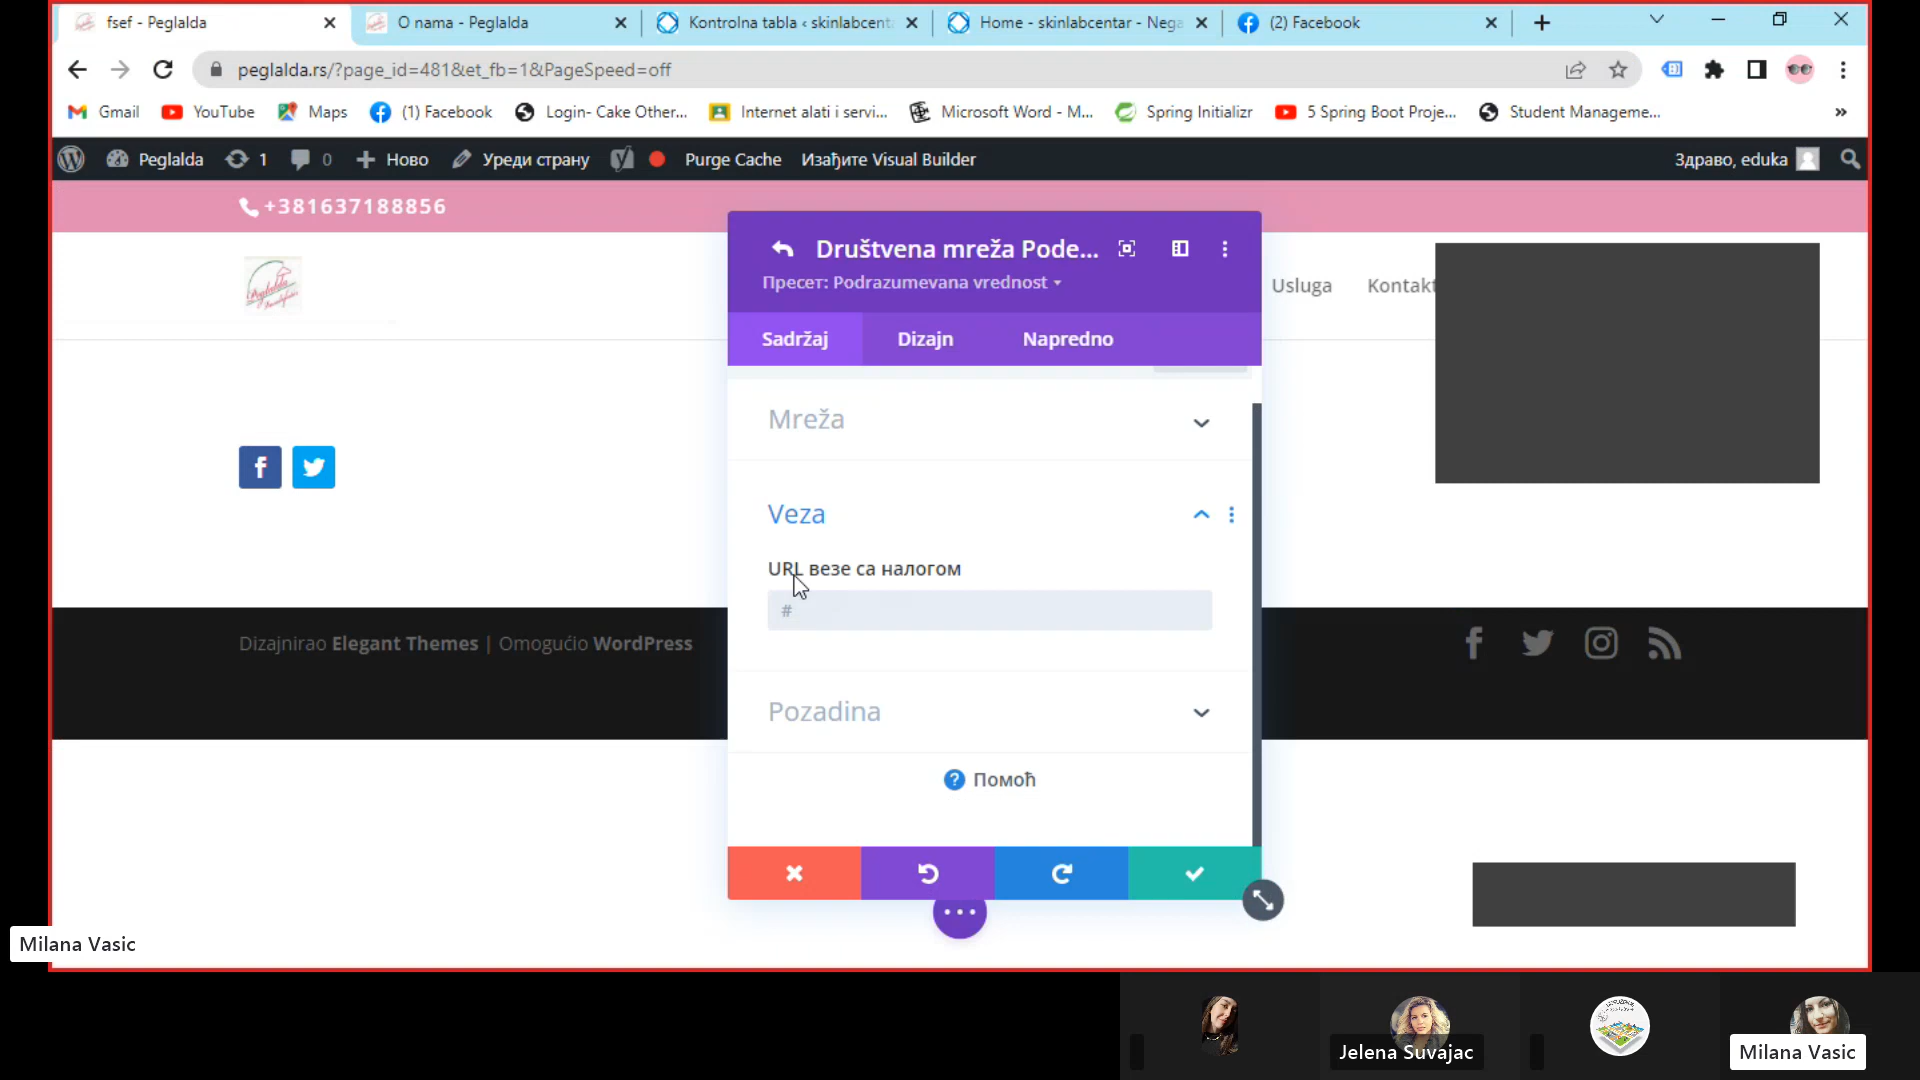 fsef - Peglalda
O nama - Peglalda
Kontrolna tabla ‹ skinlabcent
Home - skinlabcentar - Nega
(2) Facebook
peglalda.rs/?page_id=481&et_fb=1&PageSpeed=off
Gmail
YouTube
Maps
(1) Facebook
Login- Cake Other...
Internet alati i servi...
Microsoft Word - M...
Spring Initializr
5 Spring Boot Proje...
Student Manageme...
»
Peglalda
1
0
Ново
Уреди страну
Purge Cache
Изађите Visual Builder
Здраво, eduka
+381637188856
Peglalda
Usluga
Kontakt
Društvena mreža Pode...
Пресет: Podrazumevana vrednost
Sadržaj
Dizajn
Napredno
Mreža
Veza
URL везе са налогом
#
Pozadina
Помоћ
Dizajnirao Elegant Themes | Omogućio WordPress
Milana Vasic
Jelena Suvajac
Milana Vasic